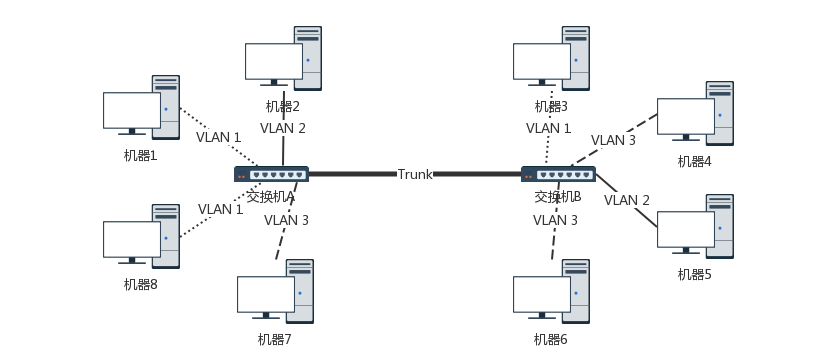 机器2
机器3
VLAN 1
VLAN 2
VLAN 1
VLAN 3
机器1
机器4
Trunk
交换机A
交换机B
VLAN 1
VLAN 3
VLAN 3
VLAN 2
机器8
机器5
机器7
机器6